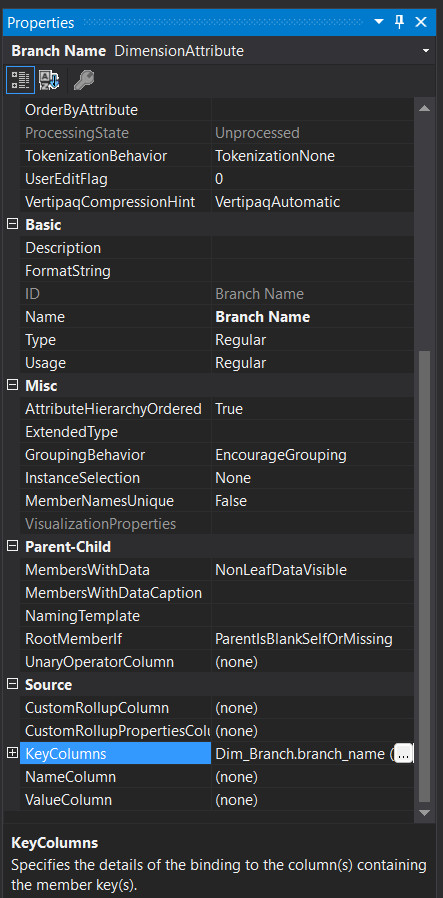 Properties
Branch Name DimensionAttribute
OrderByAttribute
ProcessingState Unprocessed
TokenizationBehavior TokenizationNone
UserEditFlag 0
VertipaqCompressionHint VertipaqAutomatic
Basic
Description
FormatString
ID Branch Name
Name Branch Name
Type Regular
Usage Regular
Misc
AttributeHierarchyOrdered True
ExtendedType
GroupingBehavior EncourageGrouping
InstanceSelection None
MemberNamesUnique False
VisualizationProperties
Parent-Child
MembersWithData NonLeafDataVisible
MembersWithDataCaption
NamingTemplate
RootMemberIf ParentIsBlankSelfOrMissing
UnaryOperatorColumn (none)
Source
CustomRollupColumn (none)
CustomRollupPropertiesColu (none)
KeyColumns Dim_Branch.branch_name ( ...
NameColumn (none)
ValueColumn (none)
KeyColumns
Specifies the details of the binding to the column(s) containing
the member key(s).